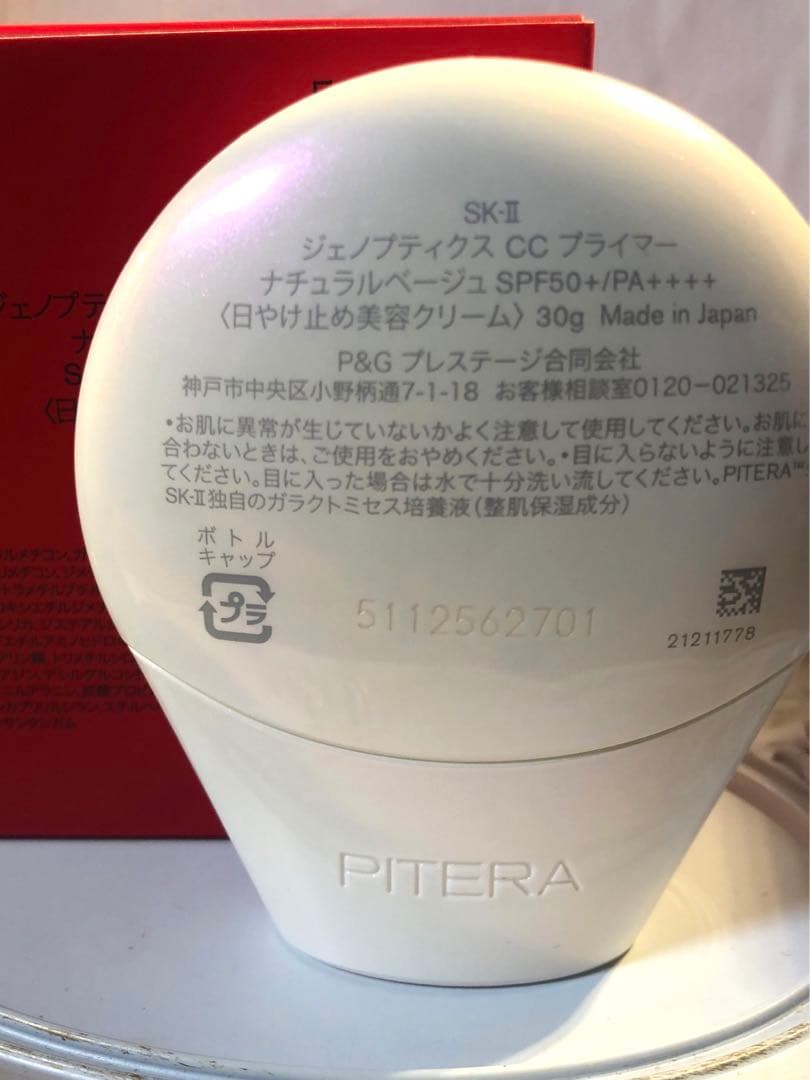 SK-II
ジェノプティクス CC プライマー
ナチュラルベージュ SPF50+/PA++++
〈日やけ止め美容クリーム〉30g Made in Japan
P&G プレステージ合同会社
神戸市中央区小野柄通7-1-18 お客様相談室0120-021325
・お肌に異常が生じていないかよく注意して使用してください。お肌に
合わないときは、ご使用をおやめください。・目に入らないように注意し
てください。目に入った場合は水で十分洗い流してください。PITERA™
SK-II独自のガラクトミセス培養液(整肌保湿成分)
ボトル
キャップ
プラ
5112562701
21211778
PITERA